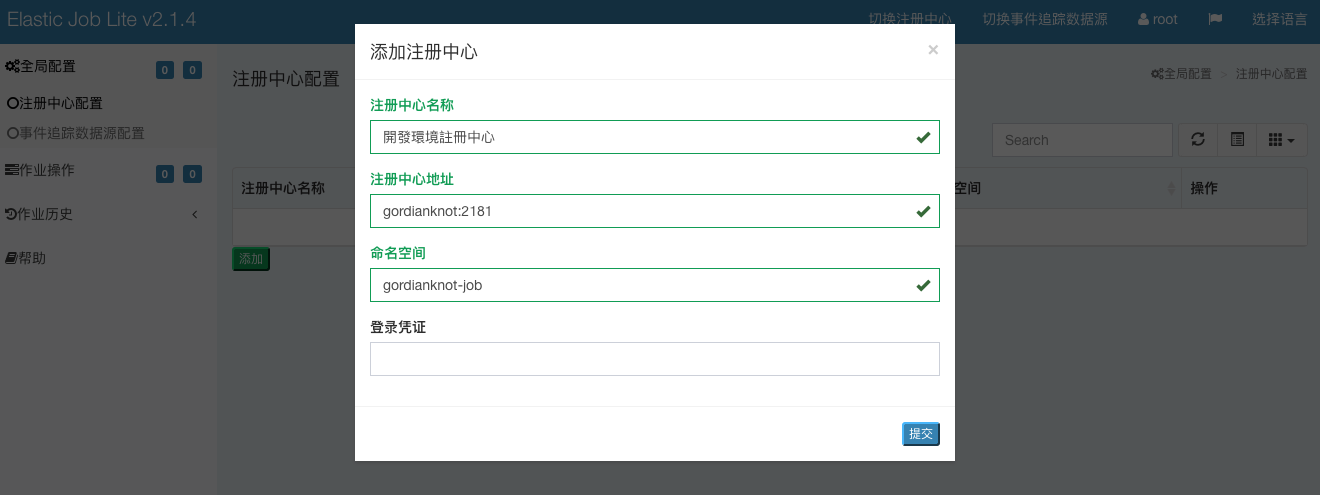 Elastic Job Lite v2.1.4
切换注册中心 切换事件追踪数据源 root 选择语言
添加注册中心 ×
全局配置 0 0
注册中心配置
全局配置 > 注册中心配置
注册中心配置
注册中心名称
事件追踪数据源配置
開發環境註冊中心
Search
作业操作 0 0
注册中心地址
注册中心名称
空间
操作
作业历史
gordianknot:2181
命名空间
帮助
添加
gordianknot-job
登录凭证
提交